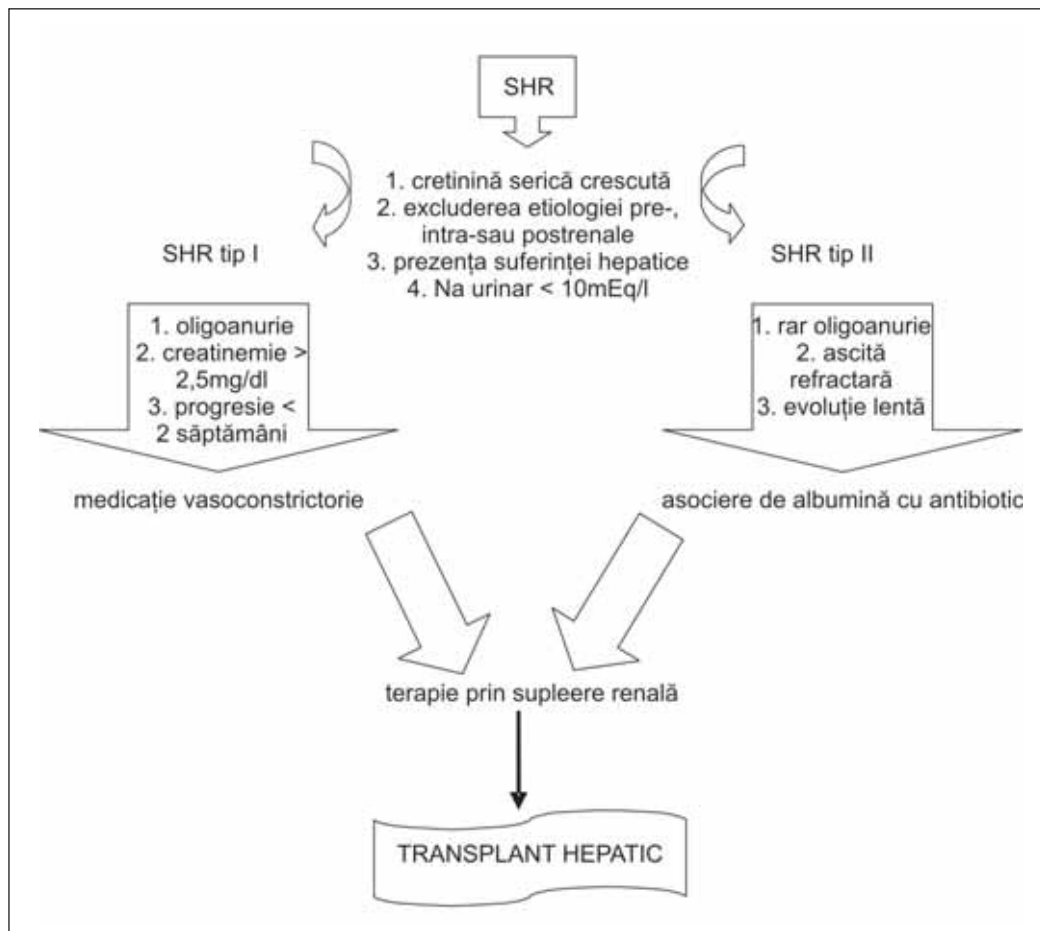 SHR
1. cretinină serică crescută
2. excluderea etiologiei pre-,
intra-sau postrenale
3. prezența suferinței hepatice
4. Na urinar < 10mEq/l
SHR tip I
SHR tip II
1. oligoanurie
2. creatinemie >
2,5mg/dl
3. progresie <
2 săptămâni
1. rar oligoanurie
2. ascită
refractară
3. evoluție lentă
medicație vasoconstrictorie
asociere de albumină cu antibiotic
terapie prin supleere renală
TRANSPLANT HEPATIC